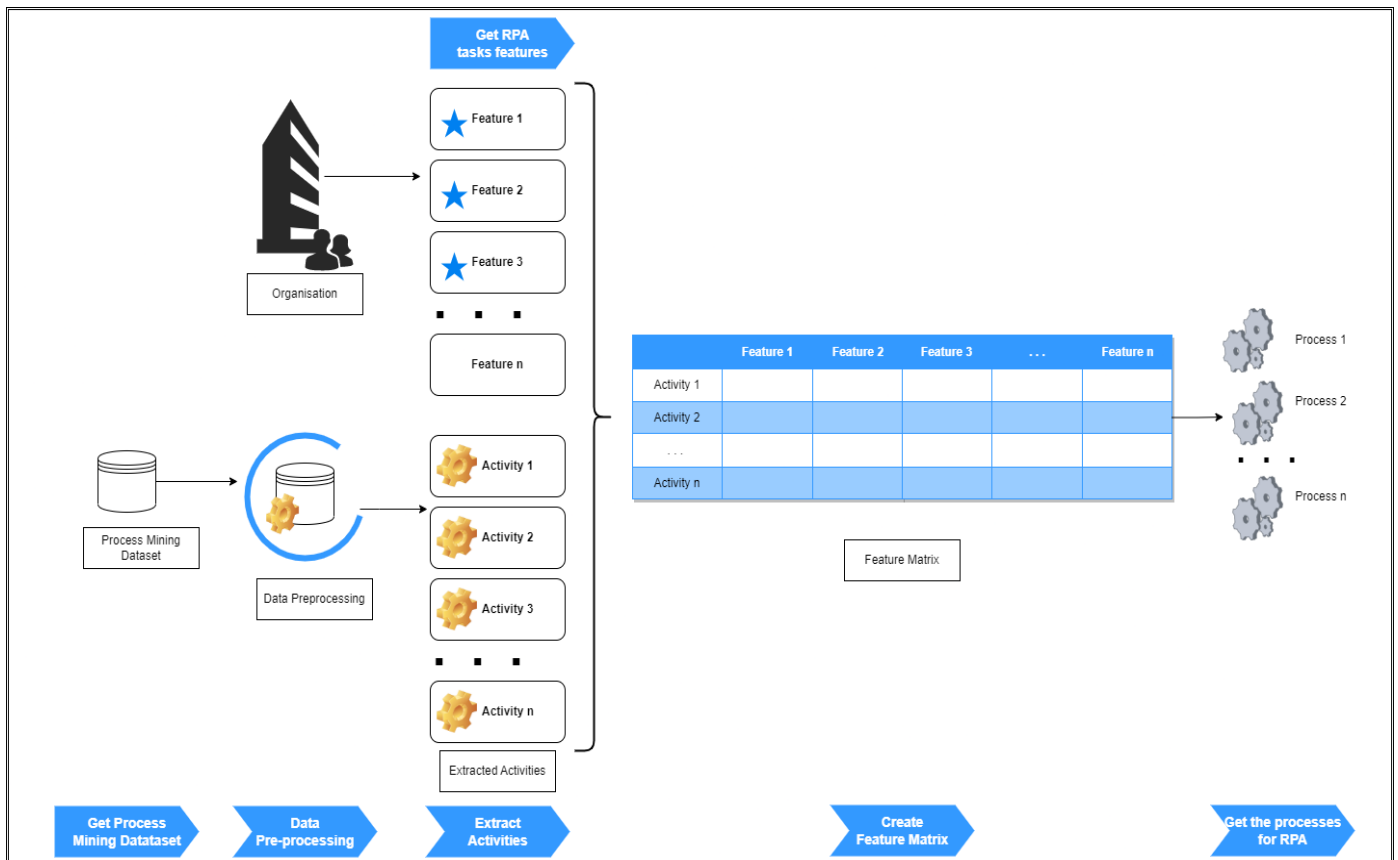 Get RPA
tasks features
Feature 1
Feature 2
Feature 3
. . .
Feature n
Organisation
Activity 1
Activity 2
Activity 3
. . .
Activity n
Extracted Activities
Process Mining
Dataset
Data Preprocessing
Feature 1 Feature 2 Feature 3 . . . Feature n
Activity 1
Activity 2
. . .
Activity n
Feature Matrix
Process 1
Process 2
. . .
Process n
Get Process
Mining Datataset
Data
Pre-processing
Extract
Activities
Create
Feature Matrix
Get the processes
for RPA